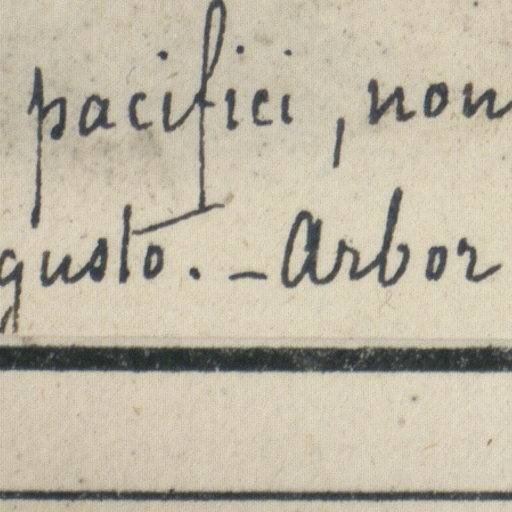 pacifici, non
gusto. - Arbor